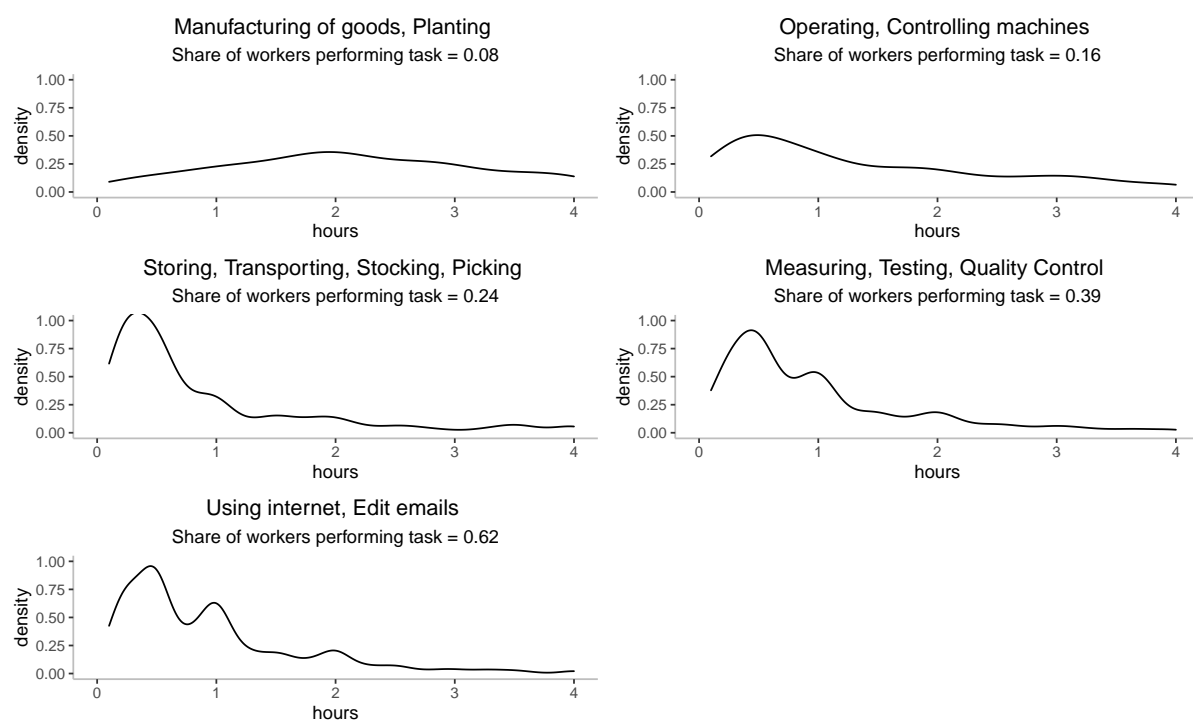 Manufacturing of goods, Planting
Share of workers performing task = 0.08
1.00
0.75
0.50
0.25
0.00
density
0 1 2 3 4
hours
Operating, Controlling machines
Share of workers performing task = 0.16
1.00
0.75
0.50
0.25
0.00
density
0 1 2 3 4
hours
Storing, Transporting, Stocking, Picking
Share of workers performing task = 0.24
1.00
0.75
0.50
0.25
0.00
density
0 1 2 3 4
hours
Measuring, Testing, Quality Control
Share of workers performing task = 0.39
1.00
0.75
0.50
0.25
0.00
density
0 1 2 3 4
hours
Using internet, Edit emails
Share of workers performing task = 0.62
1.00
0.75
0.50
0.25
0.00
density
0 1 2 3 4
hours